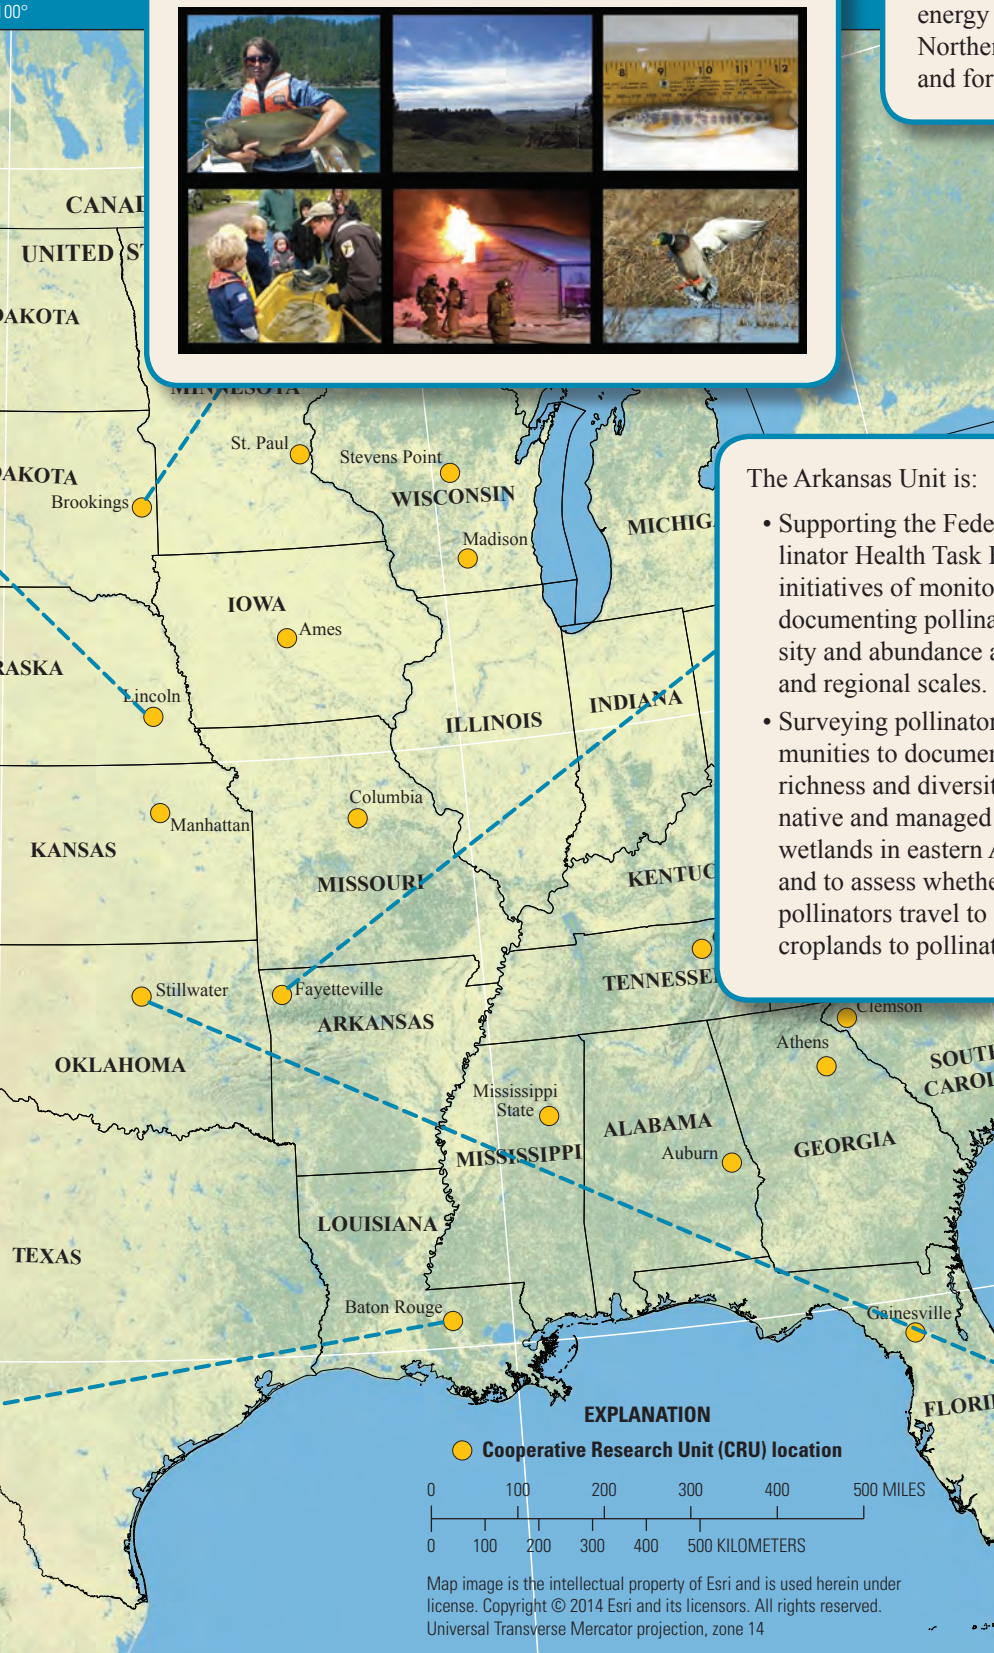 100°
energy
Norther
and for
8 9 10 11 12
CANAD
UNITED ST
DAKOTA
MINNESOTA
St. Paul
Stevens Point
WISCONSIN
MICHIG
DAKOTA
Brookings
Madison
IOWA
Ames
RASKA
Lincoln
ILLINOIS
INDIANA
Columbia
Manhattan
KANSAS
MISSOURI
KENTUC
TENNESSE
Stillwater
Fayetteville
ARKANSAS
OKLAHOMA
The Arkansas Unit is:
• Supporting the Fede
linator Health Task F
initiatives of monito
documenting pollina
sity and abundance a
and regional scales.
• Surveying pollinator
munities to documen
richness and diversit
native and managed
wetlands in eastern A
and to assess whethe
pollinators travel to
croplands to pollinat
Clemson
Athens
SOUTH
CAROL
Mississippi
State
MISSISSIPPI
ALABAMA
Auburn
GEORGIA
LOUISIANA
TEXAS
Baton Rouge
Gainesville
FLORI
EXPLANATION
Cooperative Research Unit (CRU) location
0 100 200 300 400 500 MILES
0 100 200 300 400 500 KILOMETERS
Map image is the intellectual property of Esri and is used herein under
license. Copyright © 2014 Esri and its licensors. All rights reserved.
Universal Transverse Mercator projection, zone 14